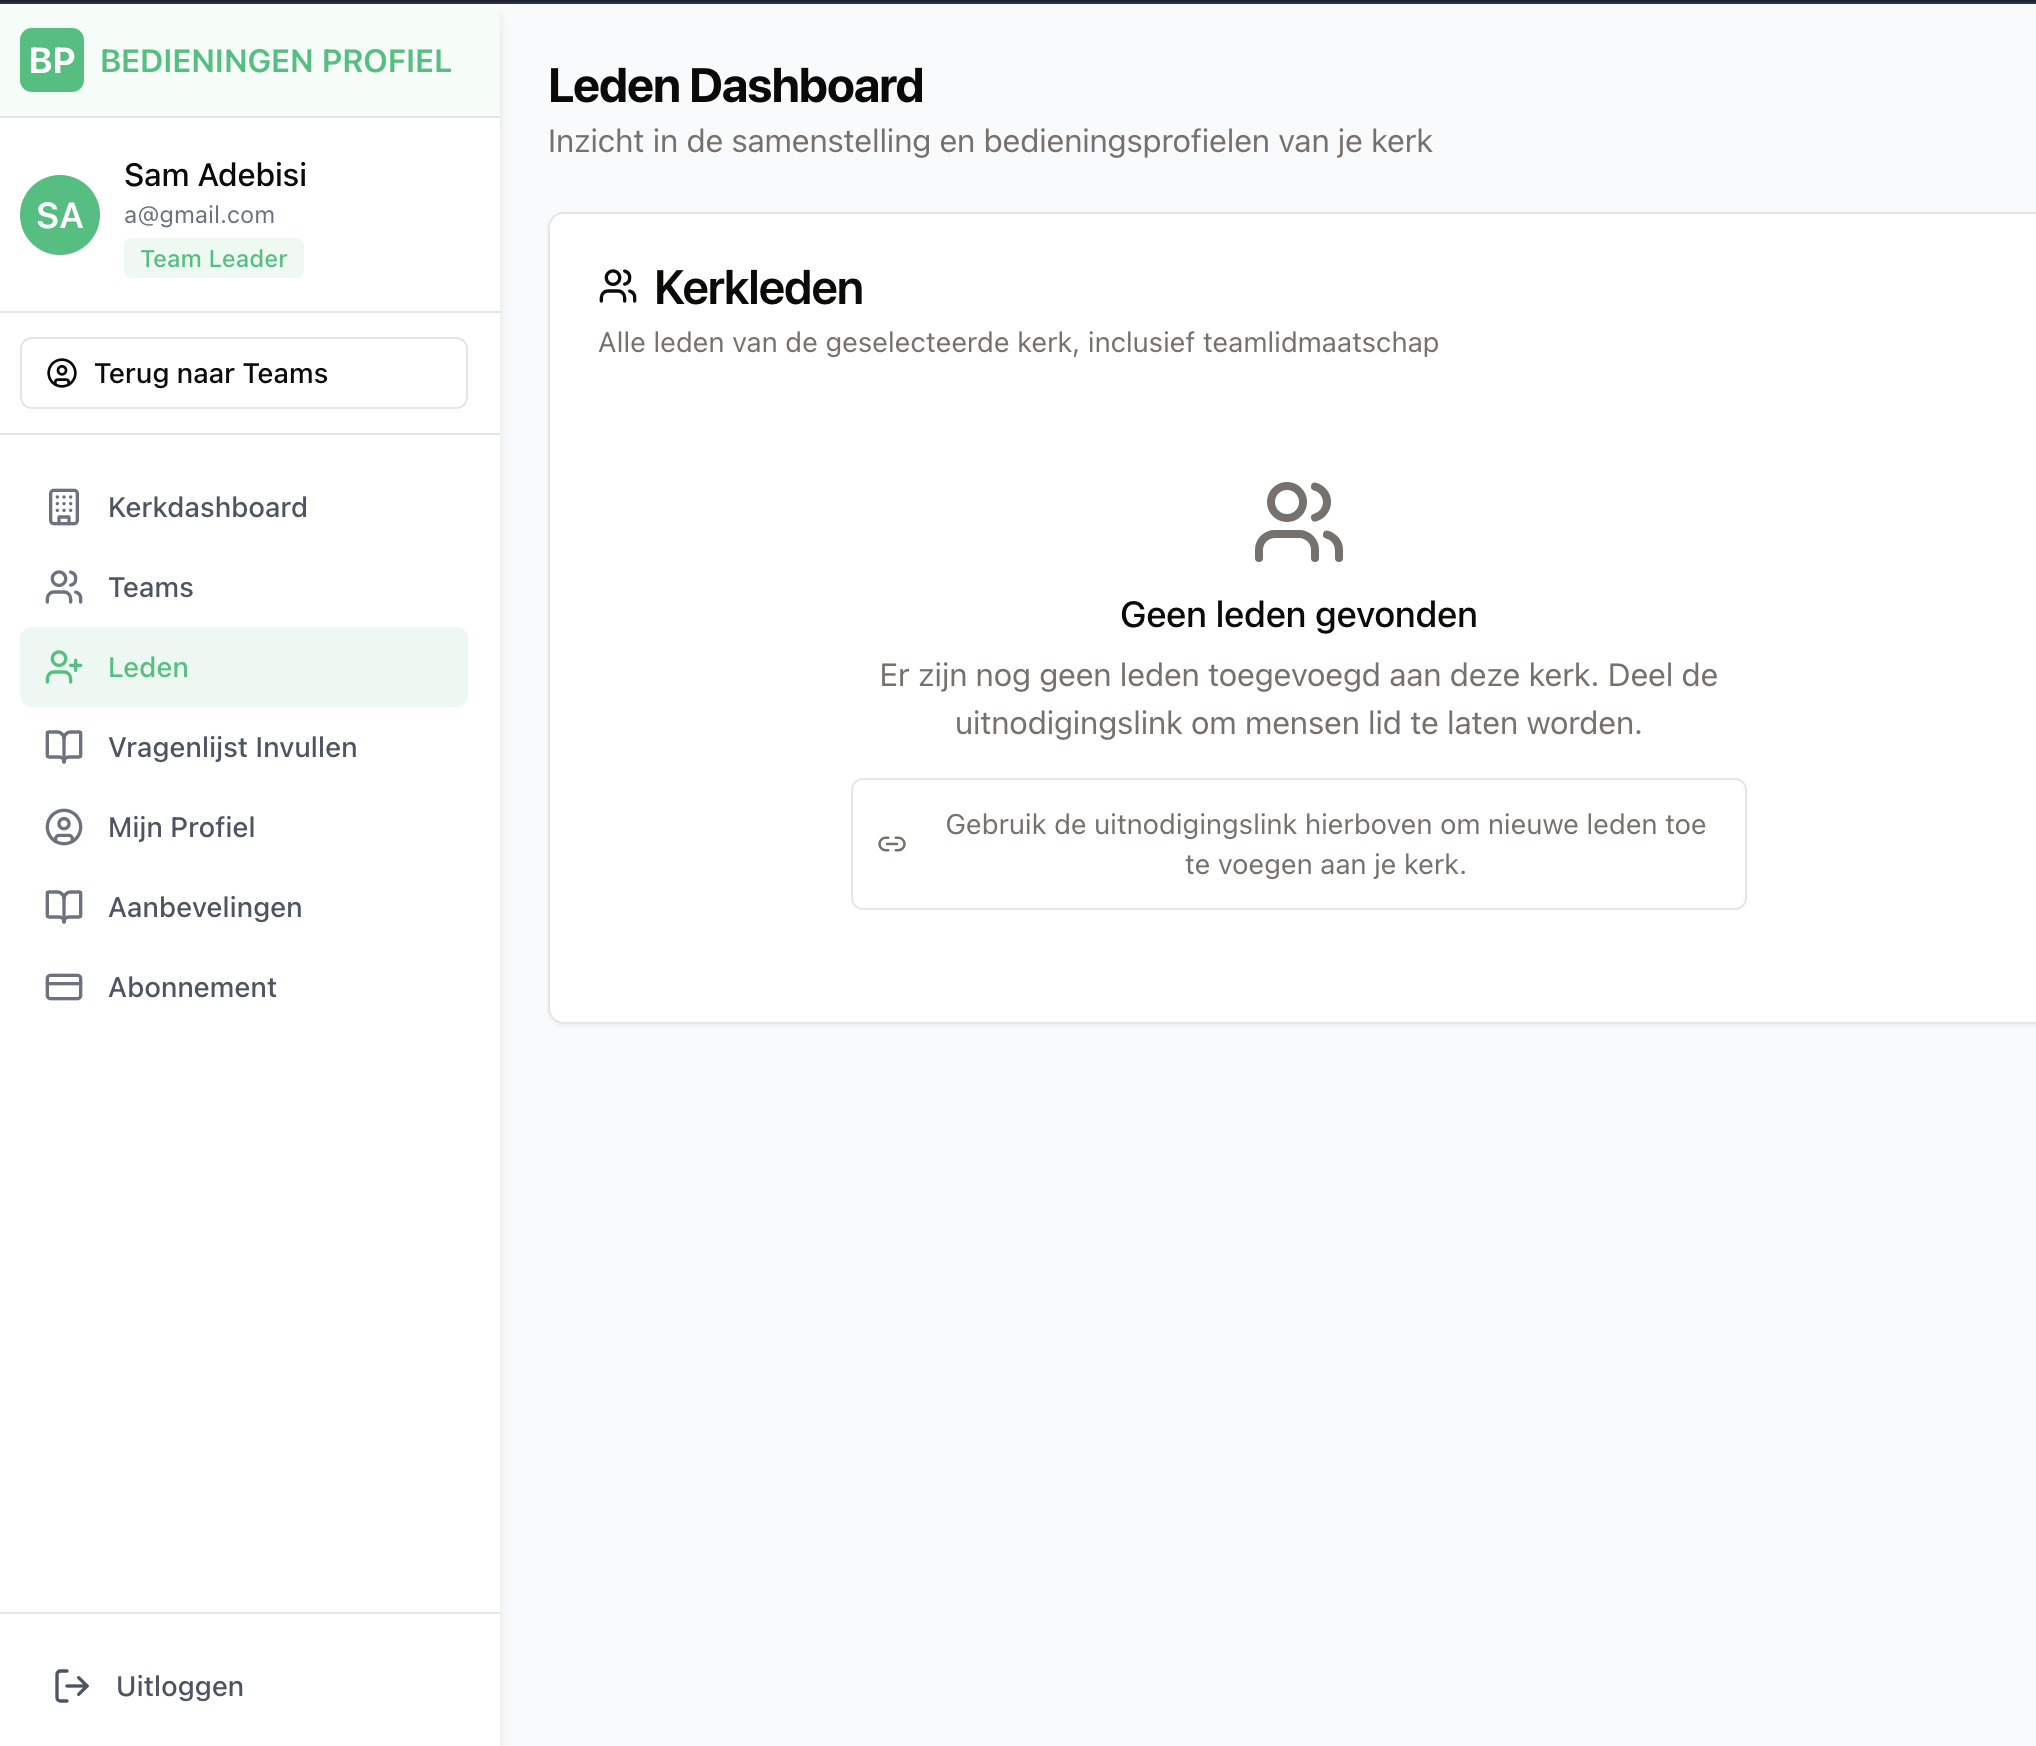 BP BEDIENINGEN PROFIEL
SA
Sam Adebisi
a@gmail.com
Team Leader
Terug naar Teams
Kerkdashboard
Teams
Leden
Vragenlijst Invullen
Mijn Profiel
Aanbevelingen
Abonnement
Uitloggen
Leden Dashboard
Inzicht in de samenstelling en bedieningsprofielen van je kerk
Kerkleden
Alle leden van de geselecteerde kerk, inclusief teamlidmaatschap
Geen leden gevonden
Er zijn nog geen leden toegevoegd aan deze kerk. Deel de
uitnodigingslink om mensen lid te laten worden.
Gebruik de uitnodigingslink hierboven om nieuwe leden toe
te voegen aan je kerk.